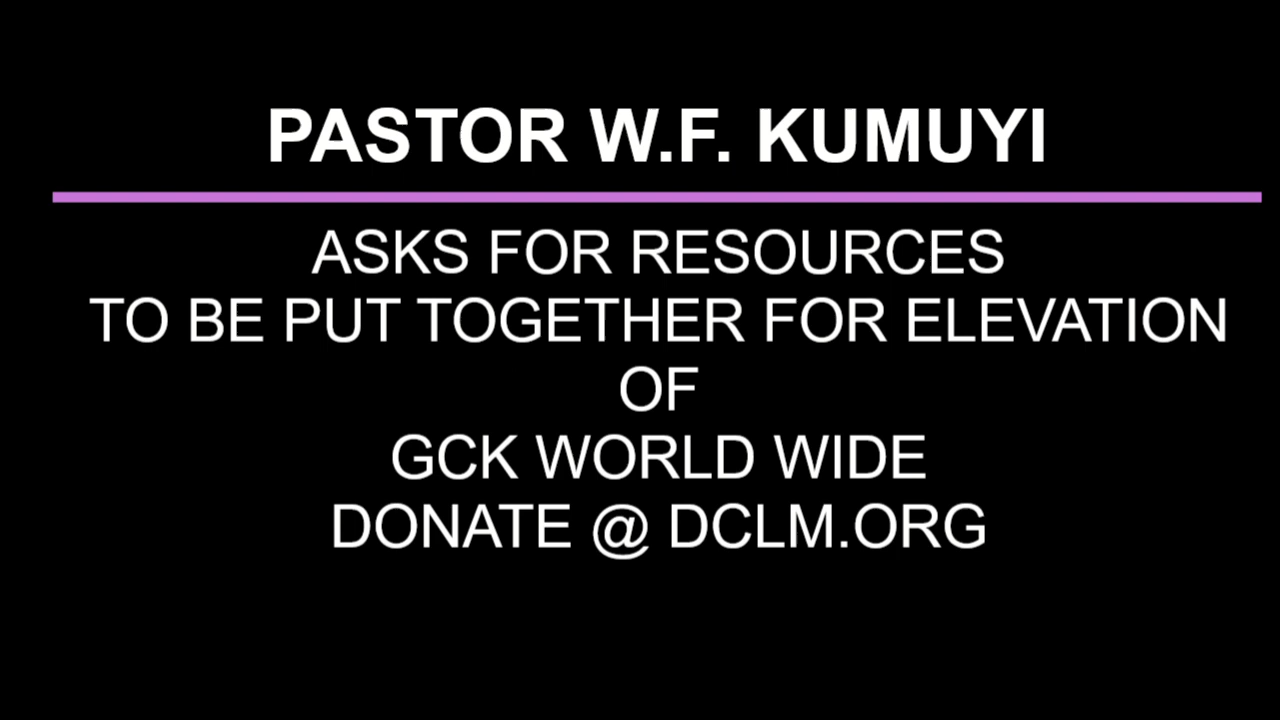 PASTOR W.F. KUMUYI
ASKS FOR RESOURCES
TO BE PUT TOGETHER FOR ELEVATION
OF
GCK WORLD WIDE
DONATE @ DCLM.ORG